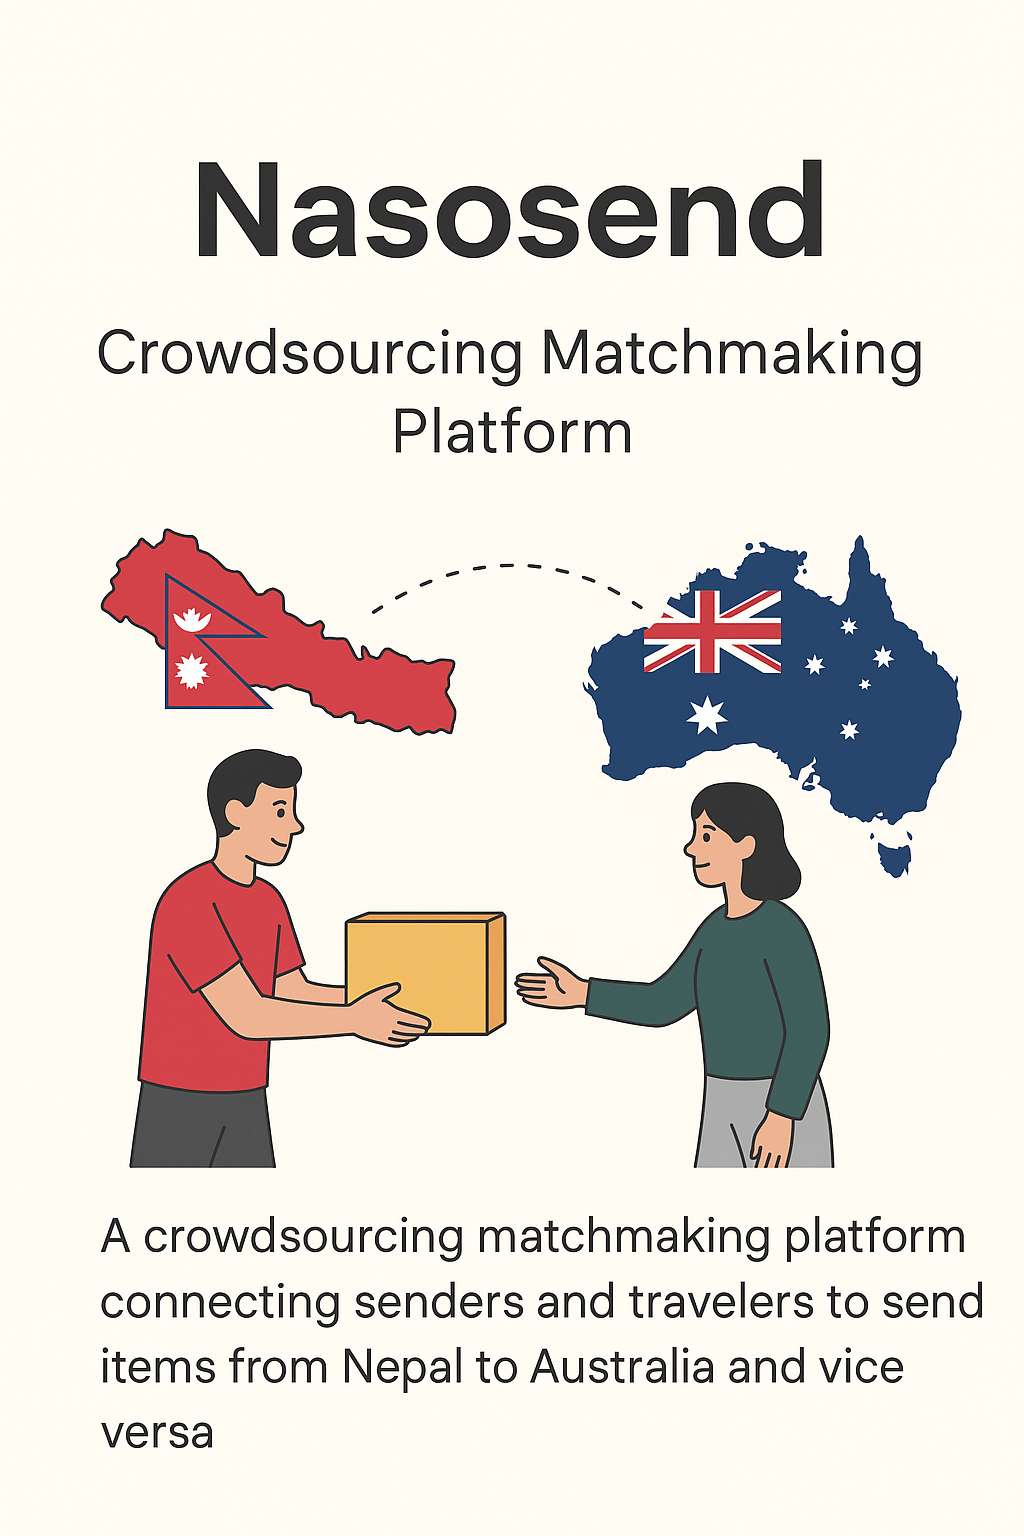 Nasosend
Crowdsourcing Matchmaking
Platform
A crowdsourcing matchmaking platform
connecting senders and travelers to send
items from Nepal to Australia and vice
versa